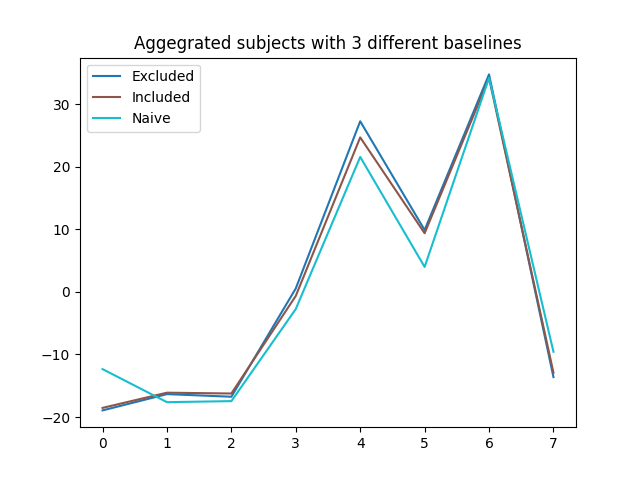 Aggegrated subjects with 3 different baselines
Excluded
Included
Naive
30
20
10
0
−10
−20
0 1 2 3 4 5 6 7